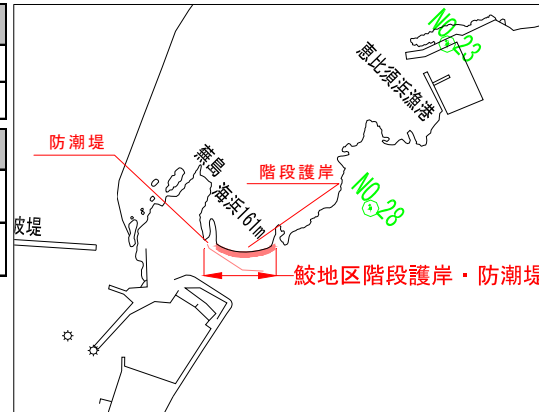 NO.23
恵比須浜漁港
防潮堤
蕪島
階段護岸
海浜161m
NO.28
波堤
鮫地区階段護岸・防潮堤